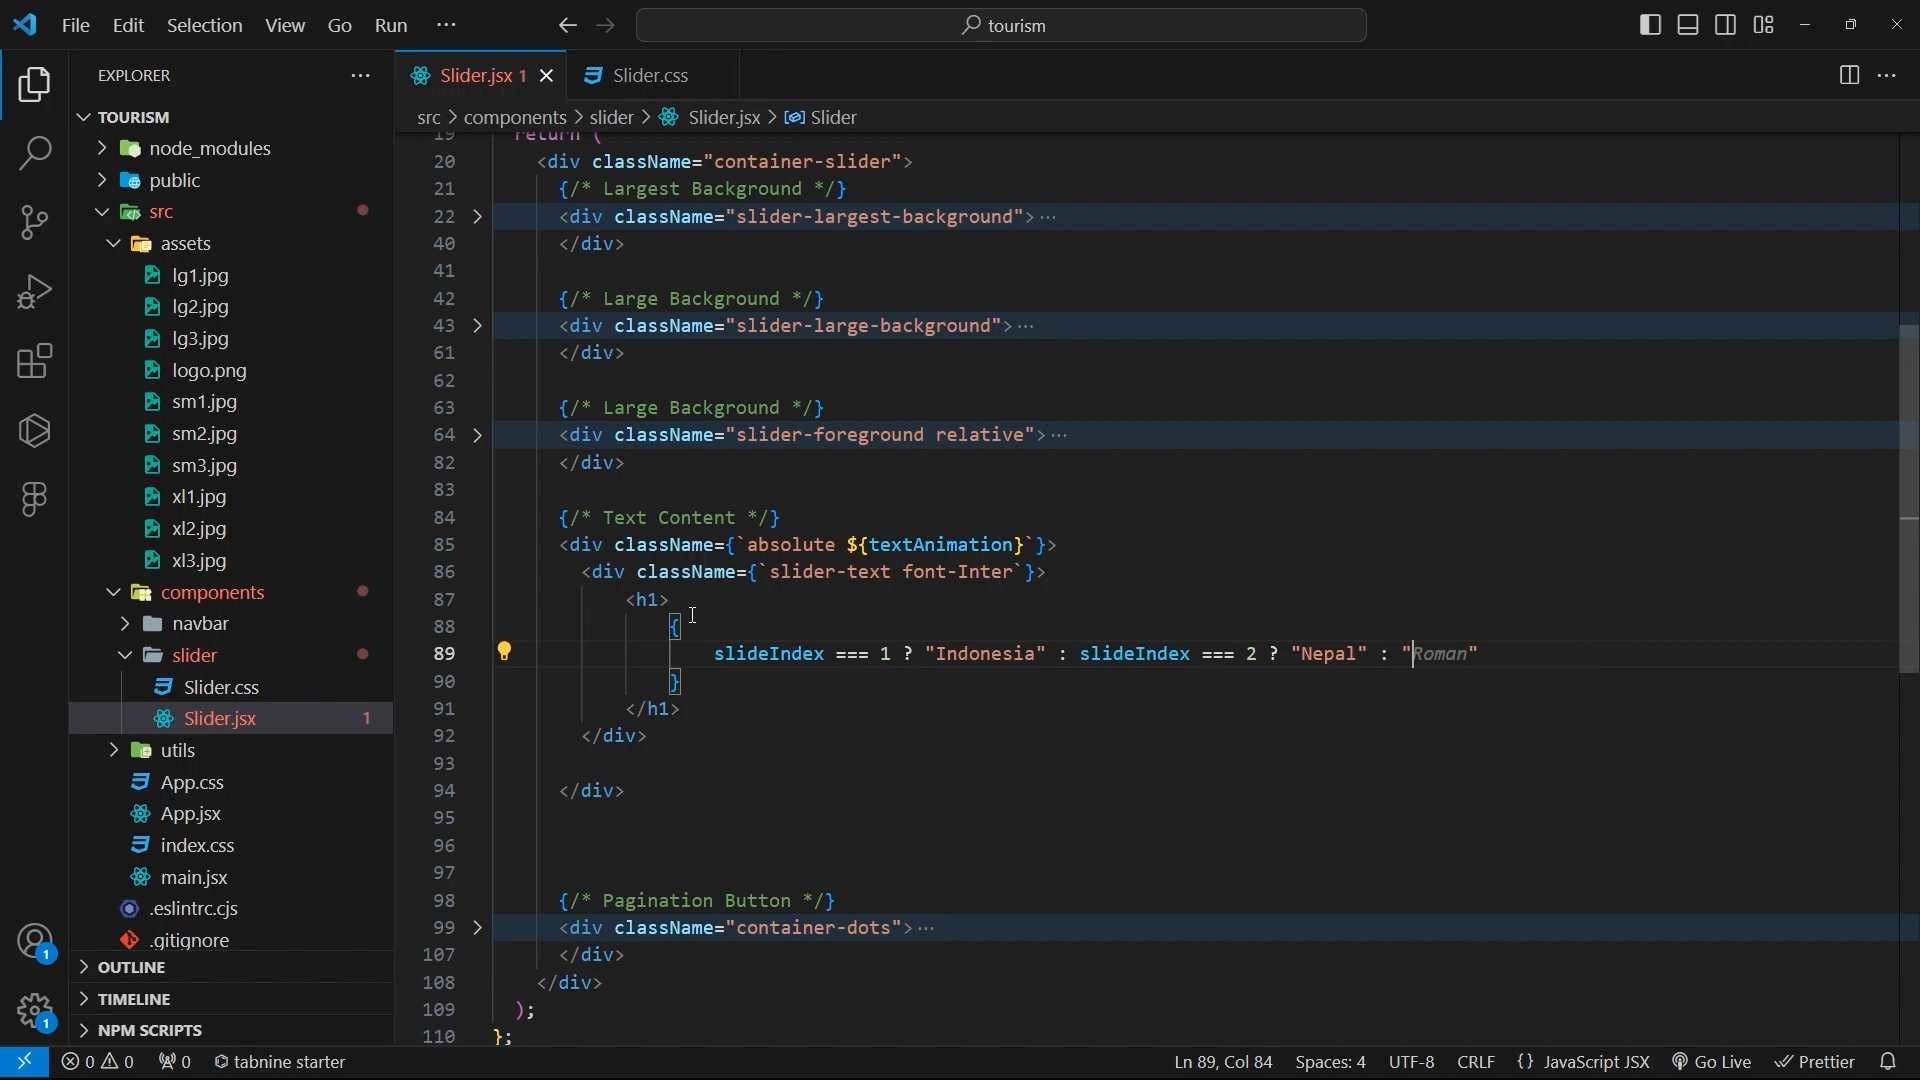 File Edit Selection View Go Run ···
tourism
EXPLORER
TOURISM
node_modules
public
src
assets
lg1.jpg
lg2.jpg
lg3.jpg
logo.png
sm1.jpg
sm2.jpg
sm3.jpg
xl1.jpg
xl2.jpg
xl3.jpg
components
navbar
slider
Slider.css
Slider.jsx 1
utils
App.css
App.jsx
index.css
main.jsx
.eslintrc.cjs
.gitignore
OUTLINE
TIMELINE
NPM SCRIPTS
1
1
Slider.jsx 1 Slider.css
src > components > slider > Slider.jsx > Slider
19 return (
20 <div className="container-slider">
21 {/* Largest Background */}
22 <div className="slider-largest-background">···
40 </div>
41
42 {/* Large Background */}
43 <div className="slider-large-background">···
61 </div>
62
63 {/* Large Background */}
64 <div className="slider-foreground relative">···
82 </div>
83
84 {/* Text Content */}
85 <div className={`absolute ${textAnimation}`}>
86 <div className={`slider-text font-Inter`}>
87 <h1>
88 {
89 slideIndex === 1 ? "Indonesia" : slideIndex === 2 ? "Nepal" : "Roman"
90 }
91 </h1>
92 </div>
93
94 </div>
95
96
97
98 {/* Pagination Button */}
99 <div className="container-dots">···
107 </div>
108 </div>
109 );
110 };
0 0 0 tabnine starter Ln 89, Col 84 Spaces: 4 UTF-8 CRLF {} JavaScript JSX Go Live Prettier